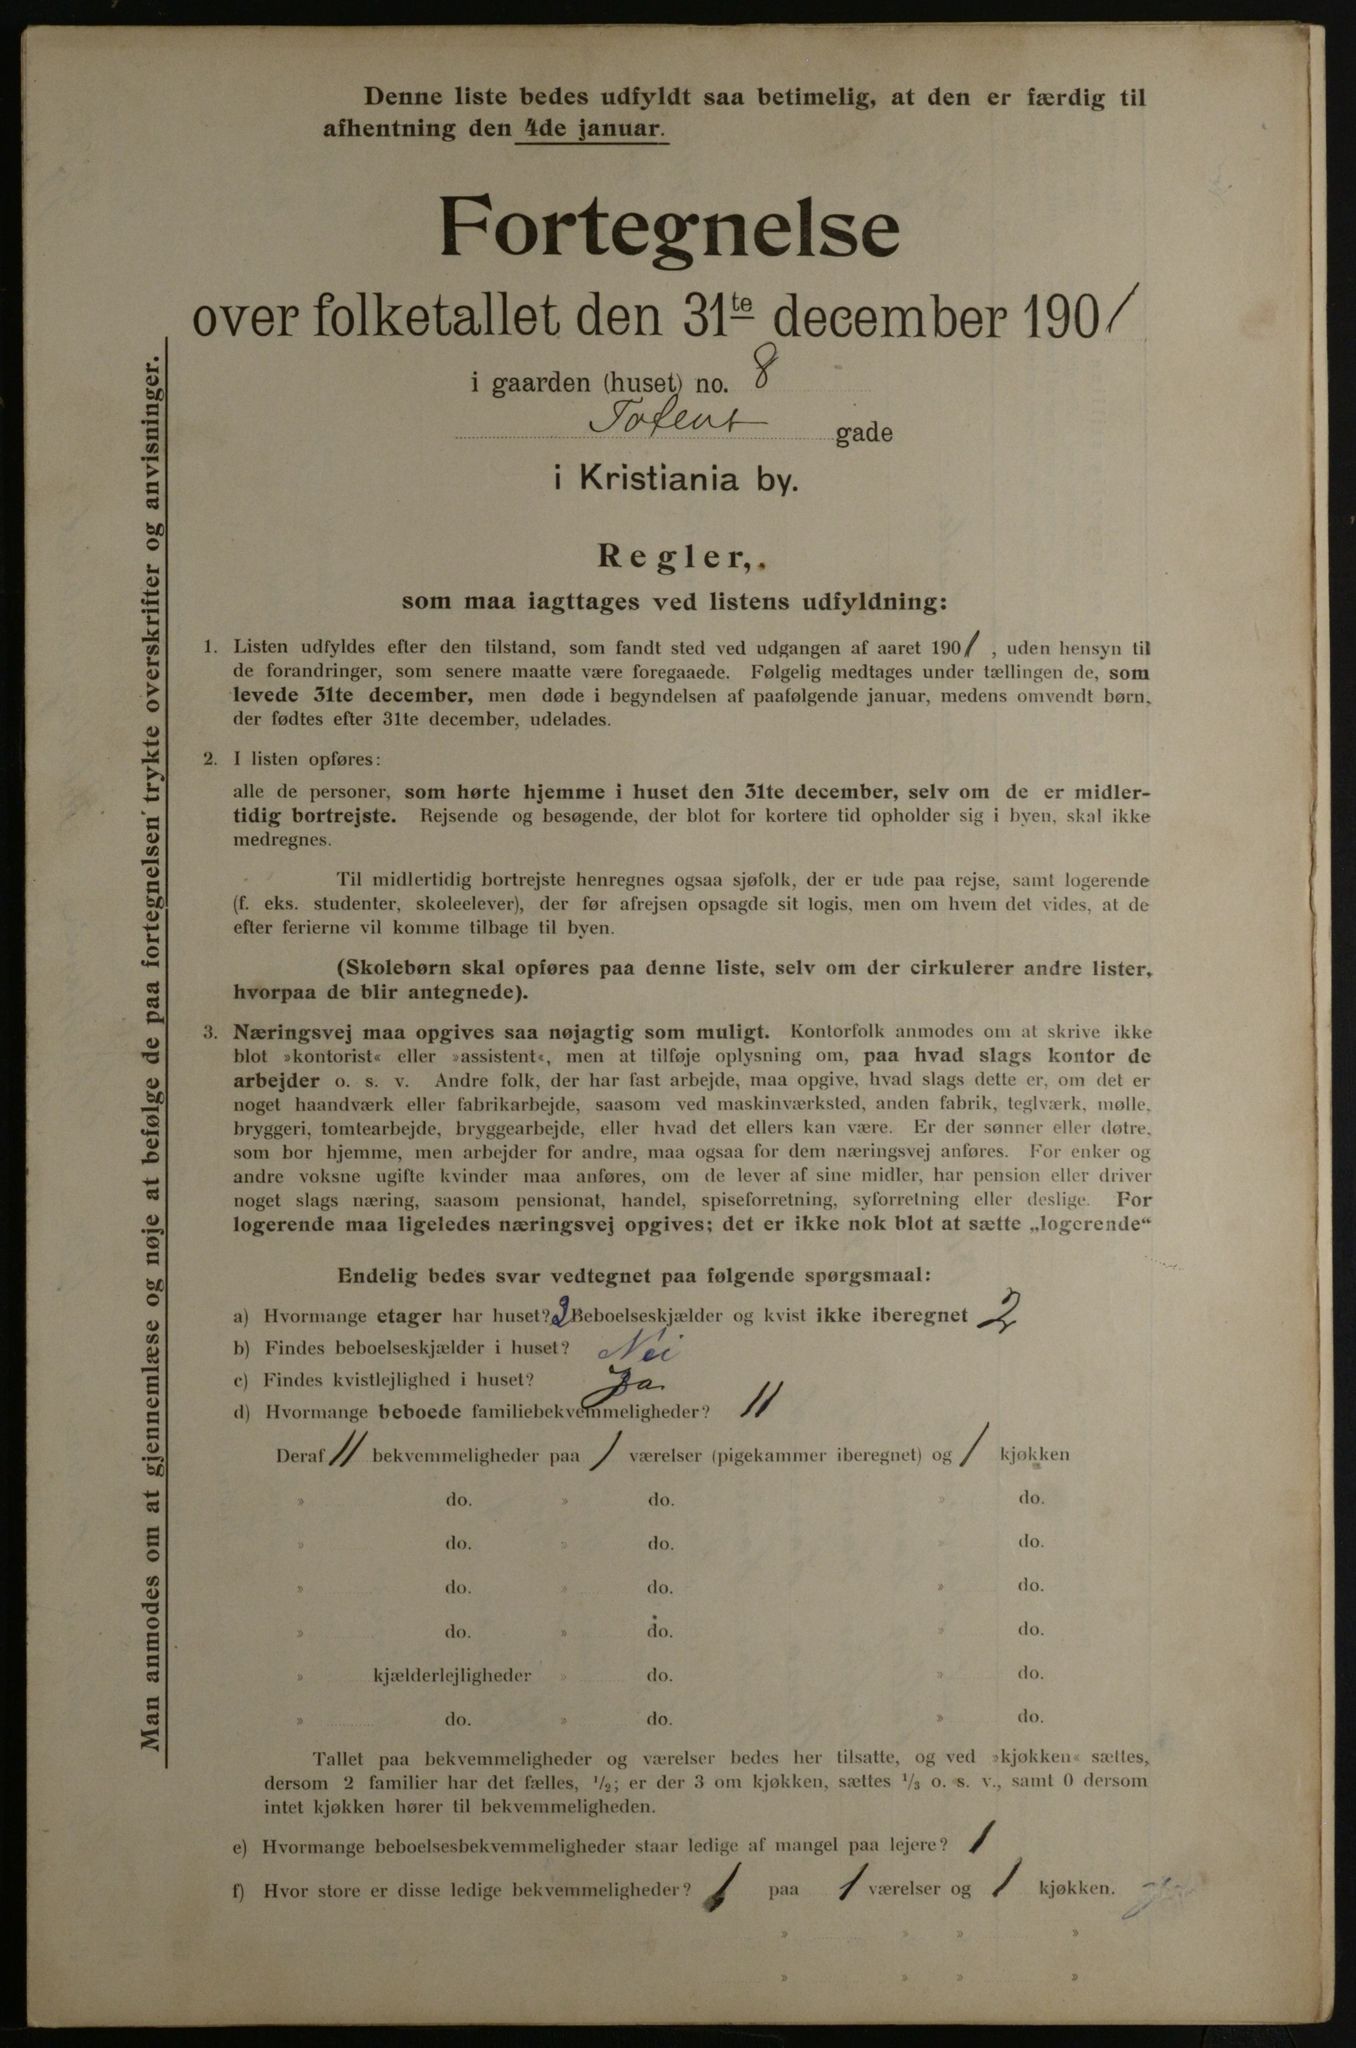 Denne liste bedes udfyldt saa betimelig, at den er færdig til
afhentning den 4de januar.
Fortegnelse
over folketallet den 31te december 1901
i gaarden (huset) no. 8
Totens gade
i Kristiania by.
Regler,
som maa iagttages ved listens udfyldning:
1. Listen udfyldes efter den tilstand, som fandt sted ved udgangen af aaret 1901, uden hensyn til
de forandringer, som senere maatte være foregaaede. Følgelig medtages under tællingen de, som
levede 31te december, men døde i begyndelsen af paafølgende januar, medens omvendt børn,
der fødtes efter 31te december, udelades.
2. I listen opføres:
alle de personer, som hørte hjemme i huset den 31te december, selv om de er midler-
tidig bortrejste. Rejsende og besøgende, der blot for kortere tid opholder sig i byen, skal ikke
medregnes.
Til midlertidig bortrejste henregnes ogsaa sjøfolk, der er ude paa rejse, samt logerende
(f. eks. studenter, skoleelever), der før afrejsen opsagde sit logis, men om hvem det vides, at de
efter ferierne vil komme tilbage til byen.
(Skolebørn skal opføres paa denne liste, selv om der cirkulerer andre lister,
hvorpaa de blir antegnede).
3. Næringsvej maa opgives saa nøjagtig som muligt. Kontorfolk anmodes om at skrive ikke
blot »kontorist« eller »assistent«, men at tilføje oplysning om, paa hvad slags kontor de
arbejder o. s. v. Andre folk, der har fast arbejde, maa opgive, hvad slags dette er, om det er
noget haandværk eller fabrikarbejde, saasom ved maskinværksted, anden fabrik, teglværk, mølle,
bryggeri, tomtearbejde, bryggearbejde, eller hvad det ellers kan være. Er der sønner eller døtre,
som bor hjemme, men arbejder for andre, maa ogsaa for dem næringsvej anføres. For enker og
andre voksne ugifte kvinder maa anføres, om de lever af sine midler, har pension eller driver
noget slags næring, saasom pensionat, handel, spiseforretning, syforretning eller deslige. For
logerende maa ligeledes næringsvej opgives; det er ikke nok blot at sætte „logerende“
Endelig bedes svar vedtegnet paa følgende spørgsmaal:
a) Hvormange etager har huset? 2 Beboelseskjælder og kvist ikke iberegnet 2
b) Findes beboelseskjælder i huset? Nei
c) Findes kvistlejlighed i huset? Ja
d) Hvormange beboede familiebekvemmeligheder? 11
Deraf 11 bekvemmeligheder paa 1 værelser (pigekammer iberegnet) og 1 kjøkken
» do. » do. » do.
» do. » do. » do.
» do. » do. » do.
» do. » do. » do.
» kjælderlejligheder » do. » do.
» do. » do. » do.
Tallet paa bekvemmeligheder og værelser bedes her tilsatte, og ved »kjøkken« sættes,
dersom 2 familier har det fælles, 1/2; er der 3 om kjøkken, sættes 1/3 o. s. v., samt 0 dersom
intet kjøkken hører til bekvemmeligheden.
e) Hvormange beboelsesbekvemmeligheder staar ledige af mangel paa lejere? 1
f) Hvor store er disse ledige bekvemmeligheder? 1 paa 1 værelser og 1 kjøkken.
» » » »
» » » »
Man anmodes om at gjennemlæse og nøje at befølge de paa fortegnelsen trykte overskrifter og anvisninger.